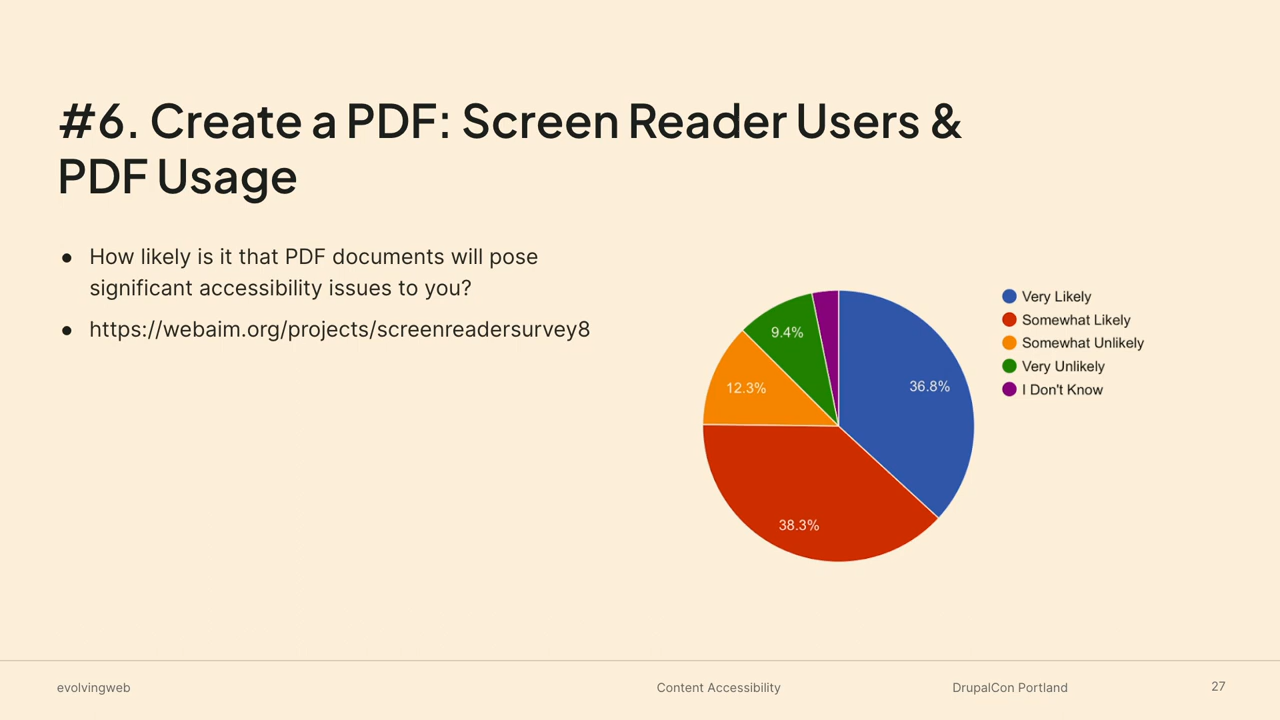 #6. Create a PDF: Screen Reader Users &
PDF Usage
● How likely is it that PDF documents will pose
significant accessibility issues to you?
● https://webaim.org/projects/screenreadersurvey8
9.4%
12.3%
36.8%
38.3%
Very Likely
Somewhat Likely
Somewhat Unlikely
Very Unlikely
I Don't Know
evolvingweb
Content Accessibility
DrupalCon Portland
27